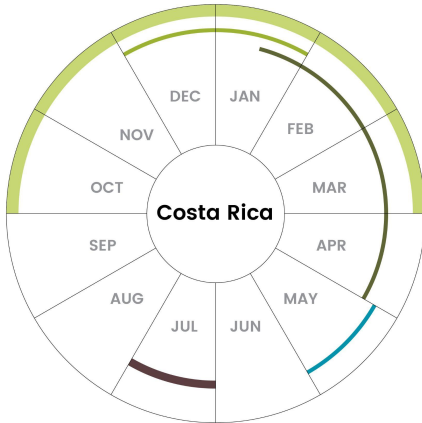 DEC JAN
NOV FEB
OCT MAR
Costa Rica
SEP APR
AUG MAY
JUL JUN